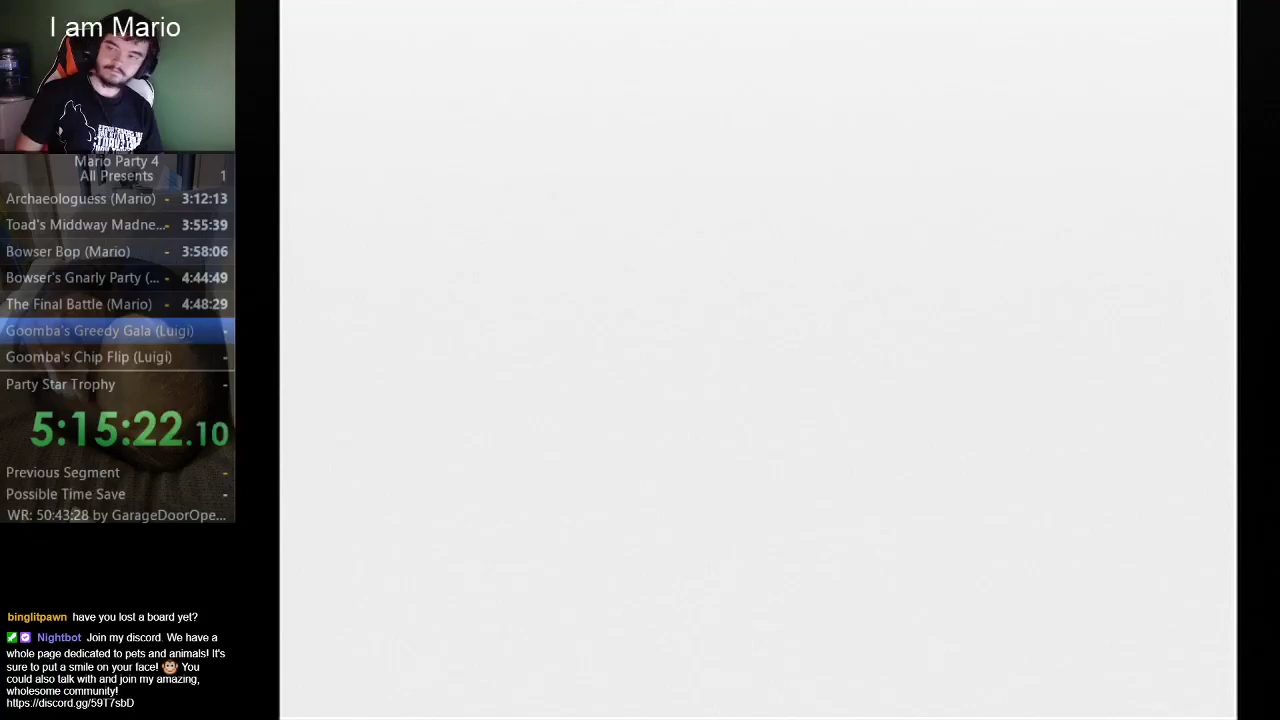 I am Mario
Mario Party 4
All Presents 1
Archaeologuess (Mario) - 3:12:13
Toad's Middway Madne... - 3:55:39
Bowser Bop (Mario) - 3:58:06
Bowser's Gnarly Party (... - 4:44:49
The Final Battle (Mario) - 4:48:29
Goomba's Greedy Gala (Luigi) -
Goomba's Chip Flip (Luigi) -
Party Star Trophy -
5:15:22.10
Previous Segment -
Possible Time Save -
WR: 50:43:28 by GarageDoorOpe...
binglitpawn have you lost a board yet?
Nightbot Join my discord. We have a
whole page dedicated to pets and animals! It's
sure to put a smile on your face! You
could also talk with and join my amazing,
wholesome community!
https://discord.gg/59T7sbD